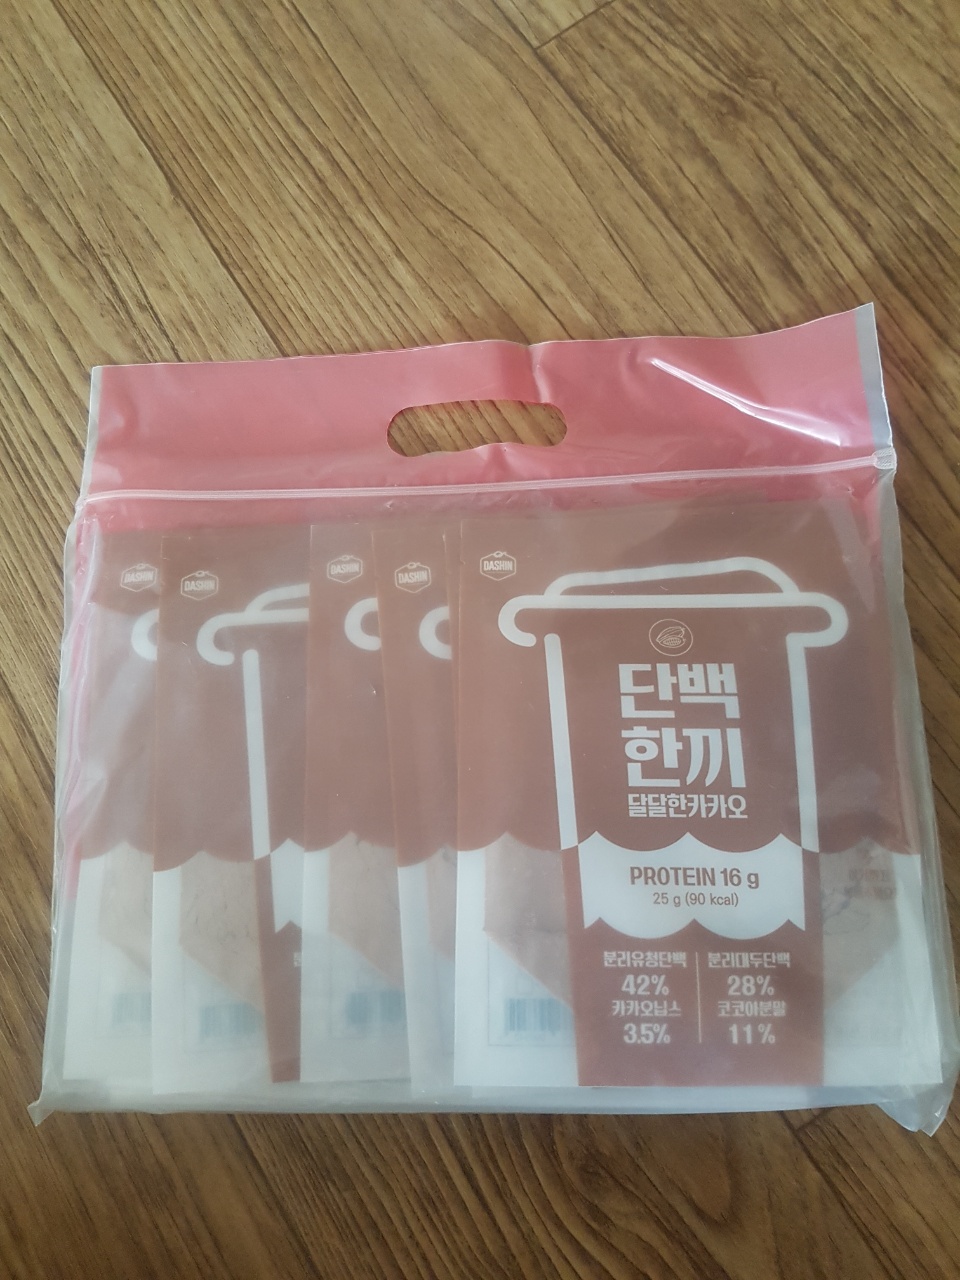 DASHIN
DASHIN
DASHIN
DASHIN
DASHIN
단백
한끼
달달한카카오
PROTEIN 16 g
25 g (90 kcal)
분리유청단백 분리대두단백
42% 28%
카카오닙스 코코아분말
3.5% 11%